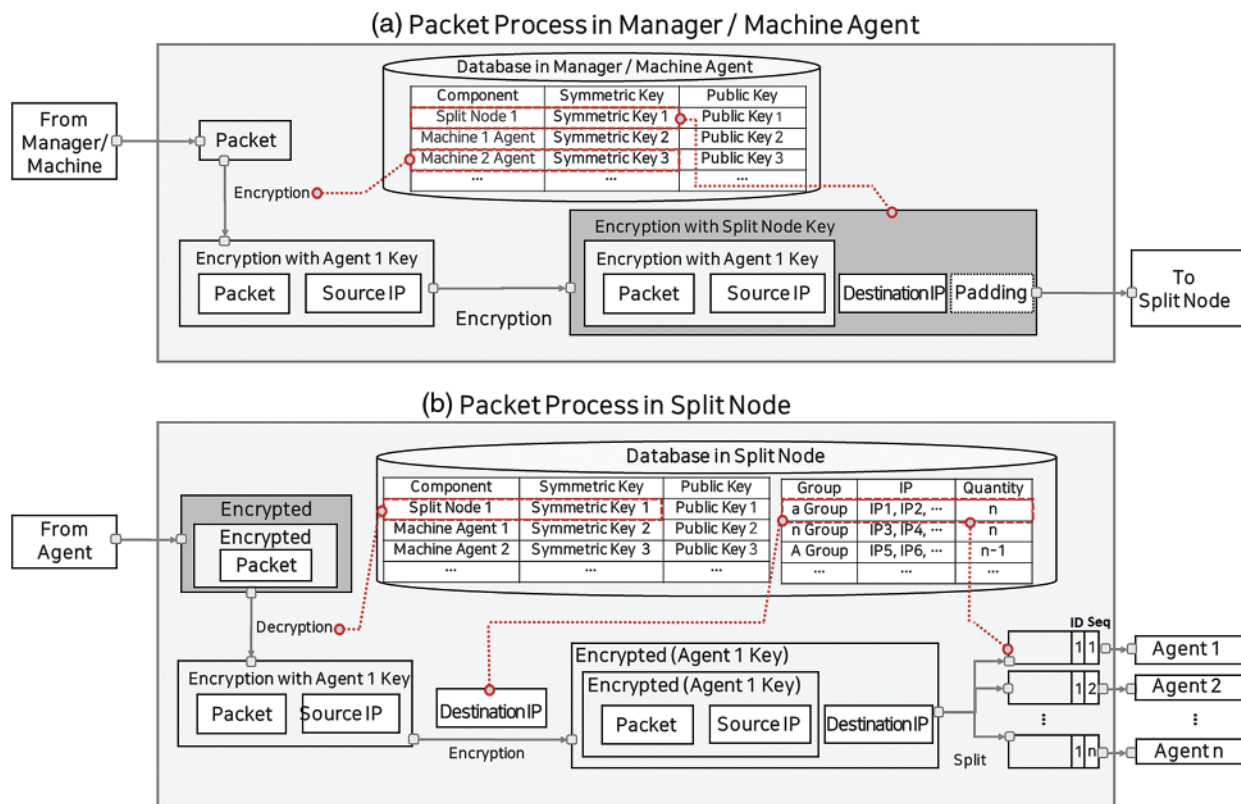 (a) Packet Process in Manager / Machine Agent
Database in Manager / Machine Agent
Component Symmetric Key Public Key
Split Node 1 Symmetric Key 1 Public Key 1
Machine 1 Agent Symmetric Key 2 Public Key 2
Machine 2 Agent Symmetric Key 3 Public Key 3
... ... ...
From
Manager/
Machine
Packet
Encryption
Encryption with Agent 1 Key
Packet Source IP
Encryption
Encryption with Split Node Key
Encryption with Agent 1 Key
Packet Source IP Destination IP Padding
To
Split Node
(b) Packet Process in Split Node
Database in Split Node
Component Symmetric Key Public Key
Split Node 1 Symmetric Key 1 Public Key 1
Machine Agent 1 Symmetric Key 2 Public Key 2
Machine Agent 2 Symmetric Key 3 Public Key 3
... ... ...
Group IP Quantity
a Group IP1, IP2, ... n
n Group IP3, IP4, ... n
A Group IP5, IP6, ... n-1
... ... ...
From
Agent
Encrypted
Encrypted
Packet
Decryption
Encryption with Agent 1 Key
Packet Source IP
Destination IP
Encryption
Encrypted (Agent 1 Key)
Encrypted (Agent 1 Key)
Packet Source IP Destination IP
Split
ID Seq
1 1 Agent 1
1 2 Agent 2
⋮ ⋮
1 n Agent n